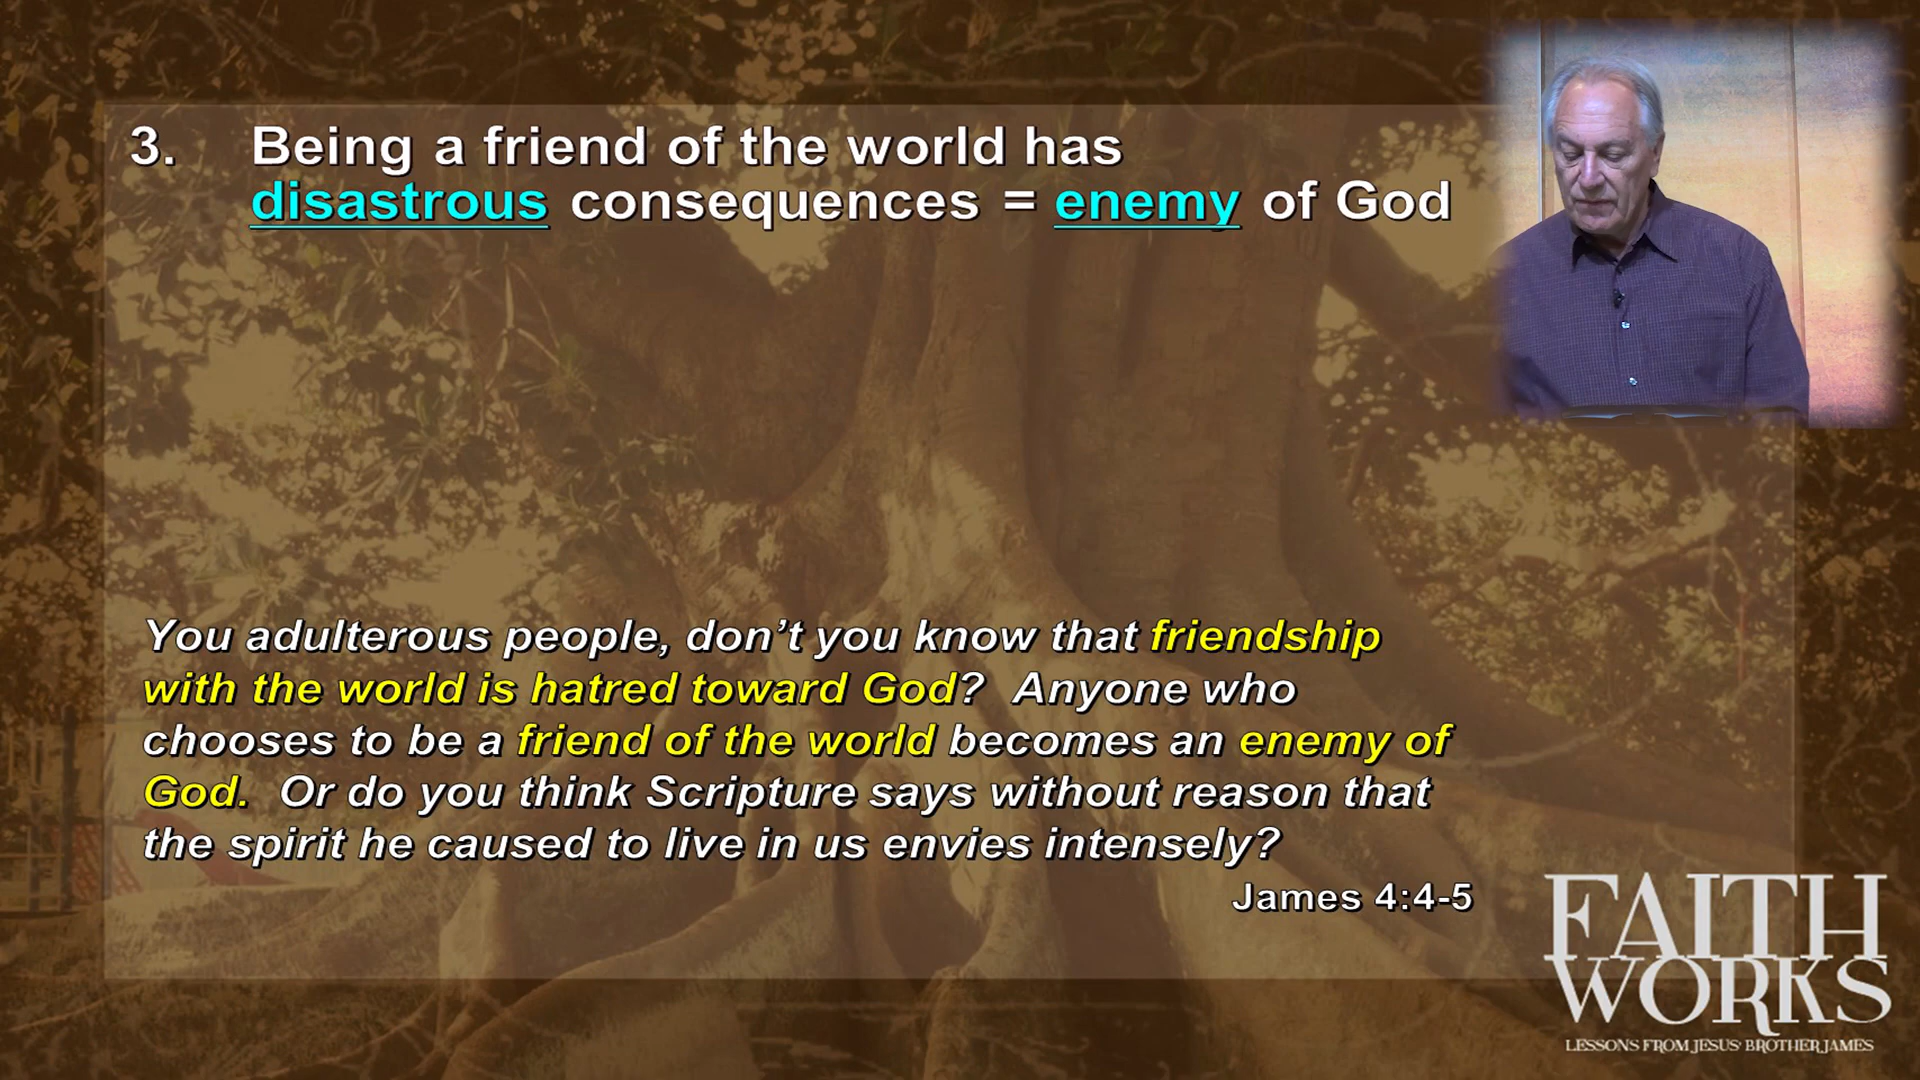 3. Being a friend of the world has
disastrous consequences = enemy of God
You adulterous people, don’t you know that friendship
with the world is hatred toward God? Anyone who
chooses to be a friend of the world becomes an enemy of
God. Or do you think Scripture says without reason that
the spirit he caused to live in us envies intensely?
James 4:4-5
FAITH
WORKS
LESSONS FROM JESUS' BROTHER JAMES